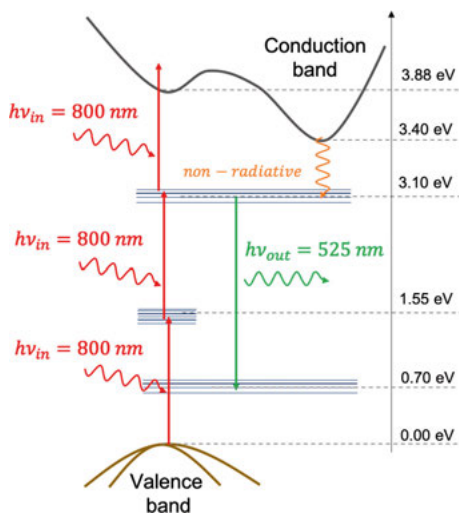 Conduction
band
3.88 eV
hν_in = 800 nm
3.40 eV
non − radiative
3.10 eV
hν_in = 800 nm
hν_out = 525 nm
1.55 eV
hν_in = 800 nm
0.70 eV
0.00 eV
Valence
band